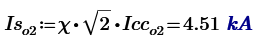 Is_o2 := χ • √2 • Icc_o2 = 4.51 kA